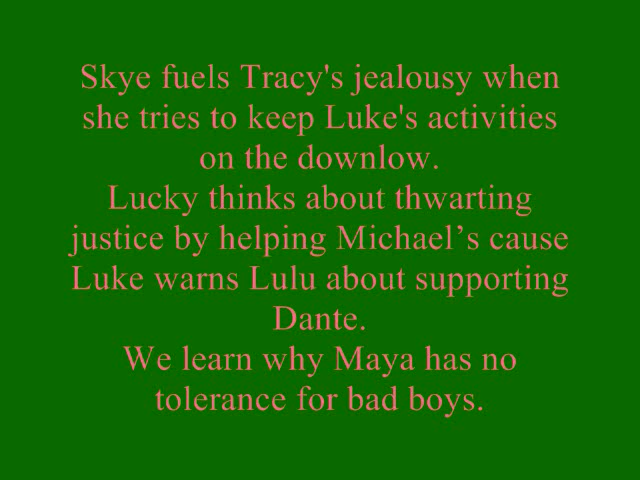 Skye fuels Tracy's jealousy when
she tries to keep Luke's activities
on the downlow.
Lucky thinks about thwarting
justice by helping Michael’s cause
Luke warns Lulu about supporting
Dante.
We learn why Maya has no
tolerance for bad boys.